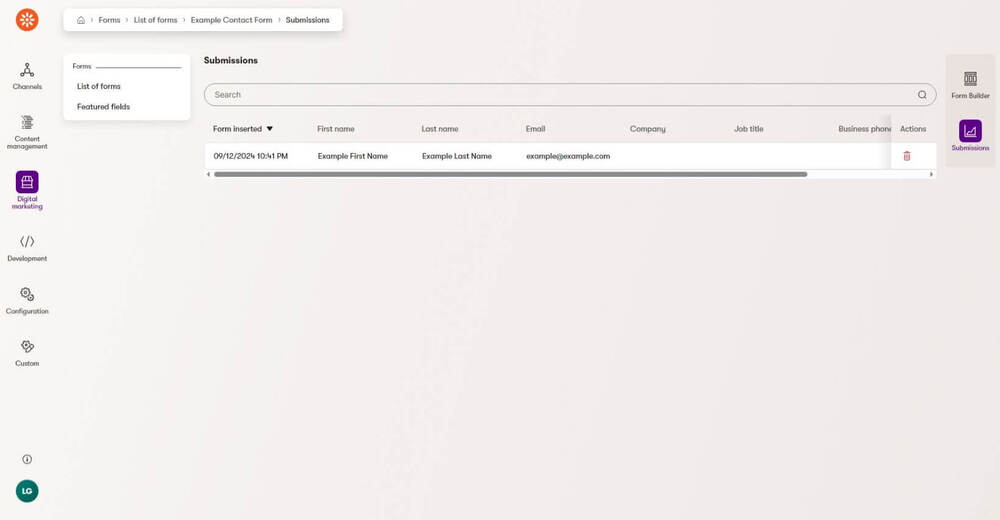 Forms › List of forms › Example Contact Form › Submissions
Channels
Content
management
Digital
marketing
Development
Configuration
Custom
LG
Forms
List of forms
Featured fields
Submissions
Search
Form inserted First name Last name Email Company Job title Business phone Actions
09/12/2024 10:41 PM Example First Name Example Last Name example@example.com
Form Builder
Submissions